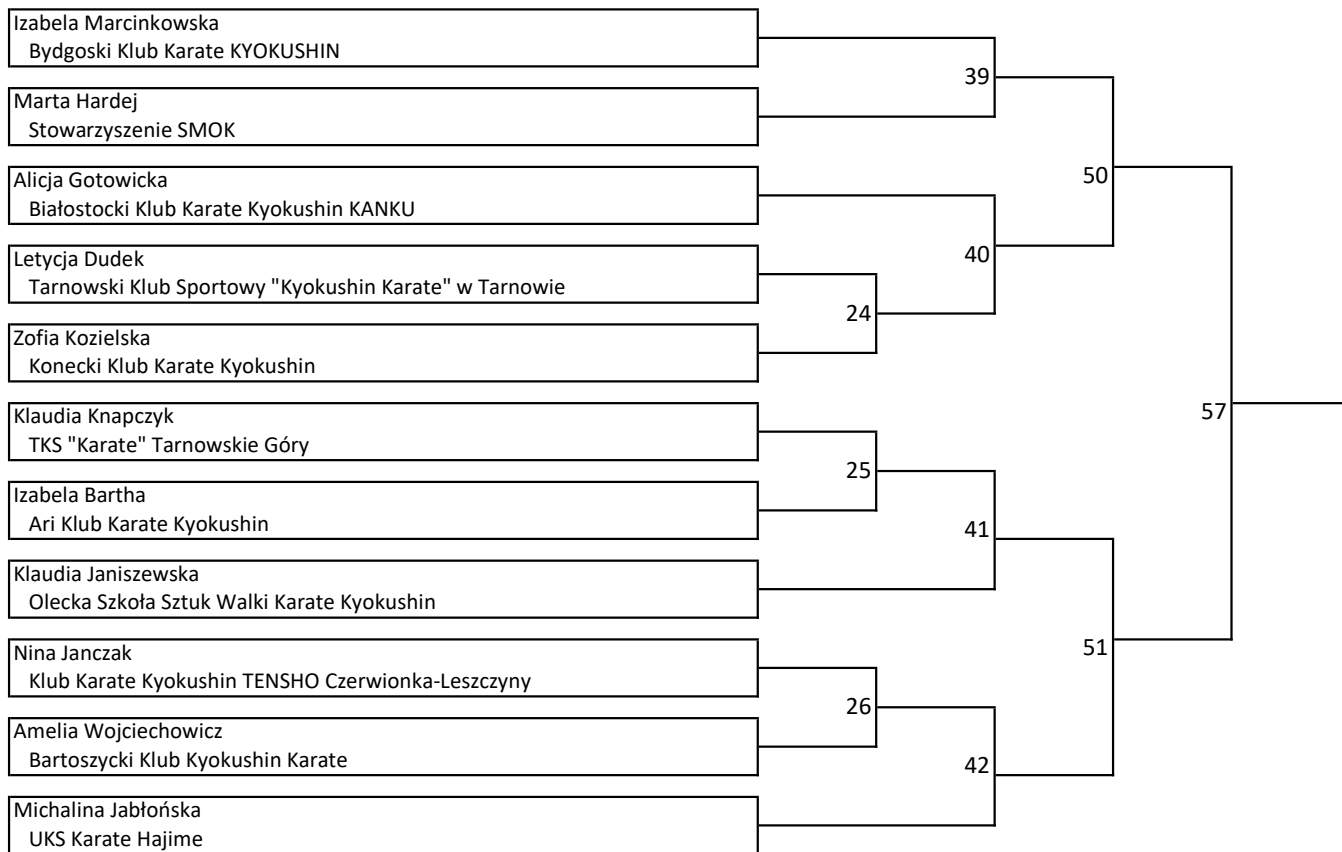 Izabela Marcinkowska
Bydgoski Klub Karate KYOKUSHIN
39
Marta Hardej
Stowarzyszenie SMOK
Alicja Gotowicka
50
Białostocki Klub Karate Kyokushin KANKU
Letycja Dudek
40
Tarnowski Klub Sportowy "Kyokushin Karate" w Tarnowie
24
Zofia Kozielska
Konecki Klub Karate Kyokushin
Klaudia Knapczyk
57
TKS "Karate" Tarnowskie Góry
25
Izabela Bartha
Ari Klub Karate Kyokushin
41
Klaudia Janiszewska
Olecka Szkoła Sztuk Walki Karate Kyokushin
Nina Janczak
51
Klub Karate Kyokushin TENSHO Czerwionka-Leszczyny
26
Amelia Wojciechowicz
Bartoszycki Klub Kyokushin Karate
42
Michalina Jabłońska
UKS Karate Hajime